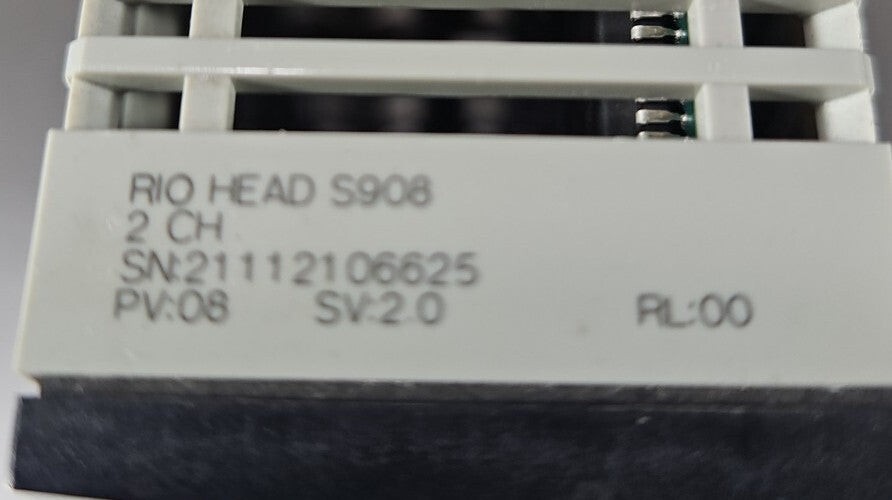 RIO HEAD S908
2 CH
SN:21112106625
PV:08 SV:2.0 RL:00